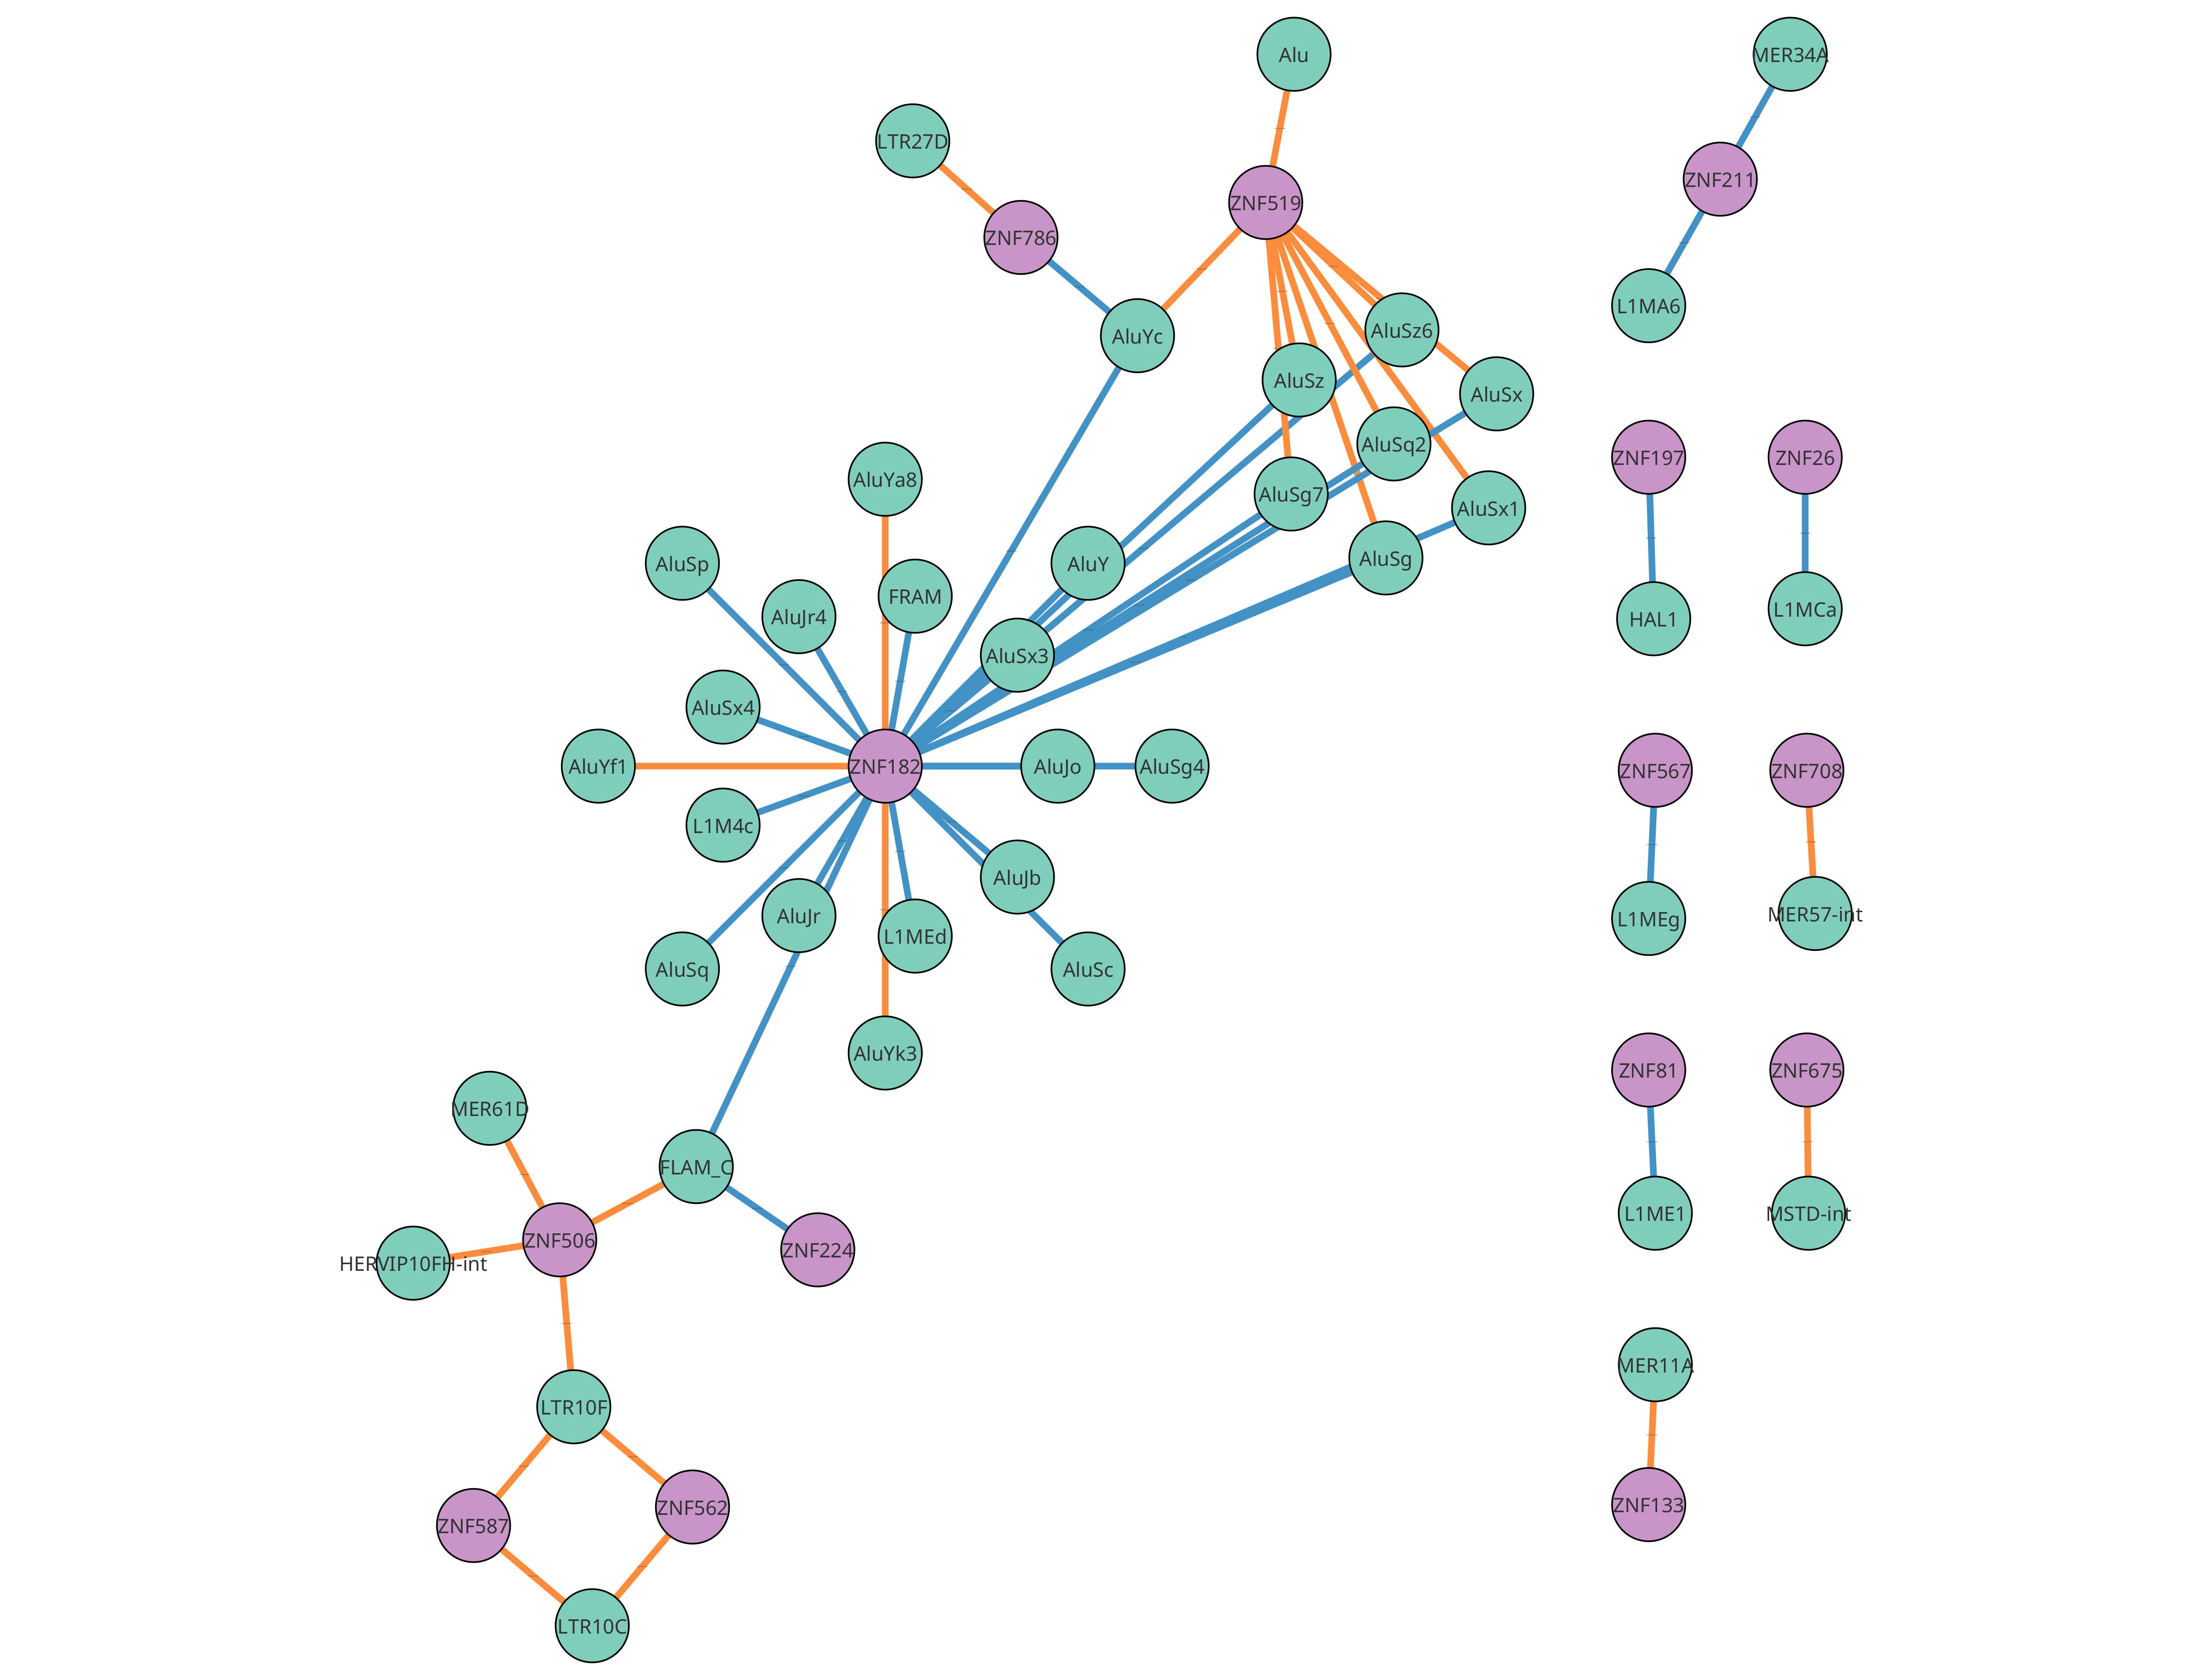 Alu
MER34A
LTR27D
ZNF211
ZNF519
ZNF786
L1MA6
AluSz6
AluYc
AluSz
AluSx
AluSq2
ZNF197
ZNF26
AluYa8
AluSg7
AluSx1
AluSg
AluSp
AluY
FRAM
L1MCa
AluJr4
HAL1
AluSx3
AluSx4
AluYf1
ZNF182
AluJo
AluSg4
ZNF567
ZNF708
L1M4c
AluJb
AluJr
MER57-int
L1MEg
L1MEd
AluSq
AluSc
AluYk3
ZNF81
ZNF675
MER61D
FLAM_C
L1ME1
MSTD-int
ZNF506
ZNF224
HERVIP10FH-int
MER11A
LTR10F
ZNF133
ZNF562
ZNF587
LTR10C